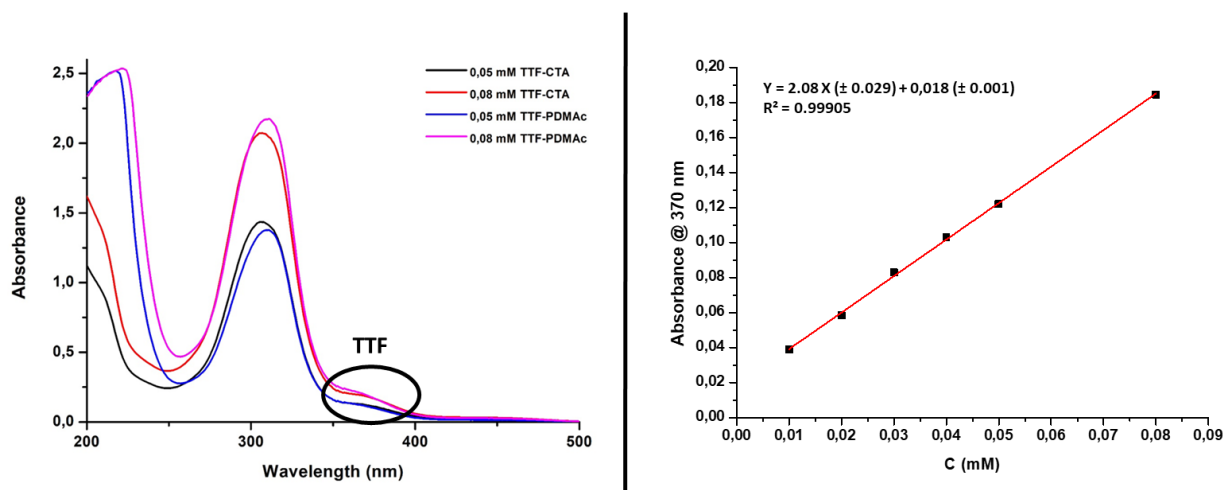 0,05 mM TTF-CTA
0,08 mM TTF-CTA
0,05 mM TTF-PDMAc
0,08 mM TTF-PDMAc
TTF
2,5
2,0
1,5
1,0
0,5
0,0
Absorbance
200
300
400
500
Wavelength (nm)
Y = 2.08 X (± 0.029) + 0,018 (± 0.001)
R² = 0.99905
0,20
0,18
0,16
0,14
0,12
0,10
0,08
0,06
0,04
0,02
0,00
Absorbance @ 370 nm
0,00
0,01
0,02
0,03
0,04
0,05
0,06
0,07
0,08
0,09
C (mM)